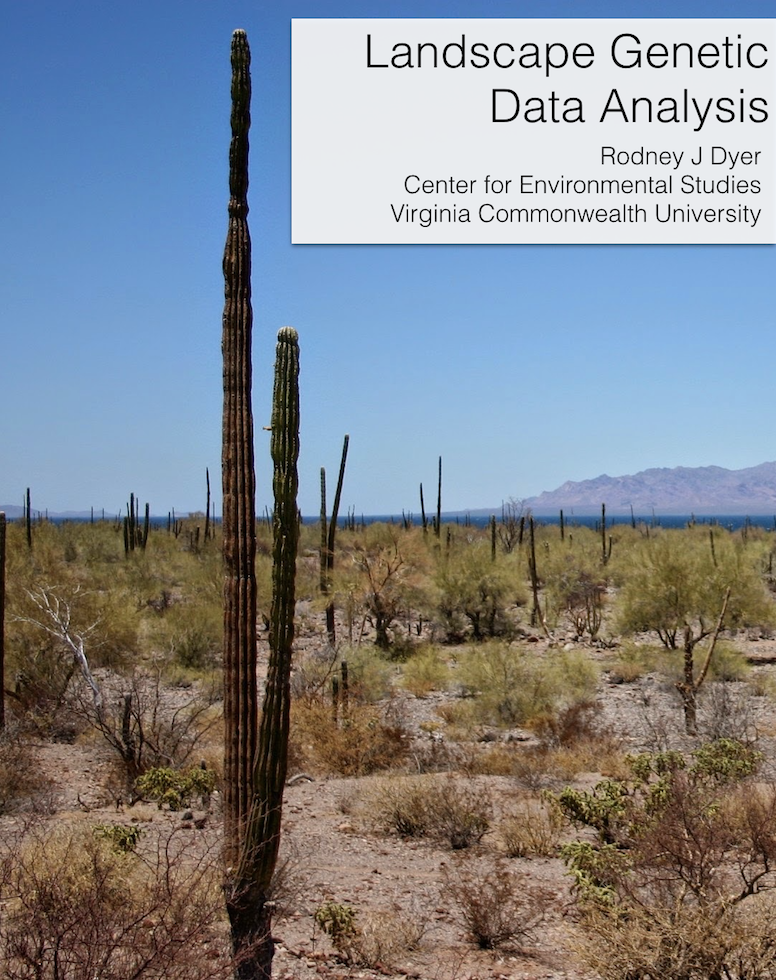 Landscape Genetic
Data Analysis
Rodney J Dyer
Center for Environmental Studies
Virginia Commonwealth University